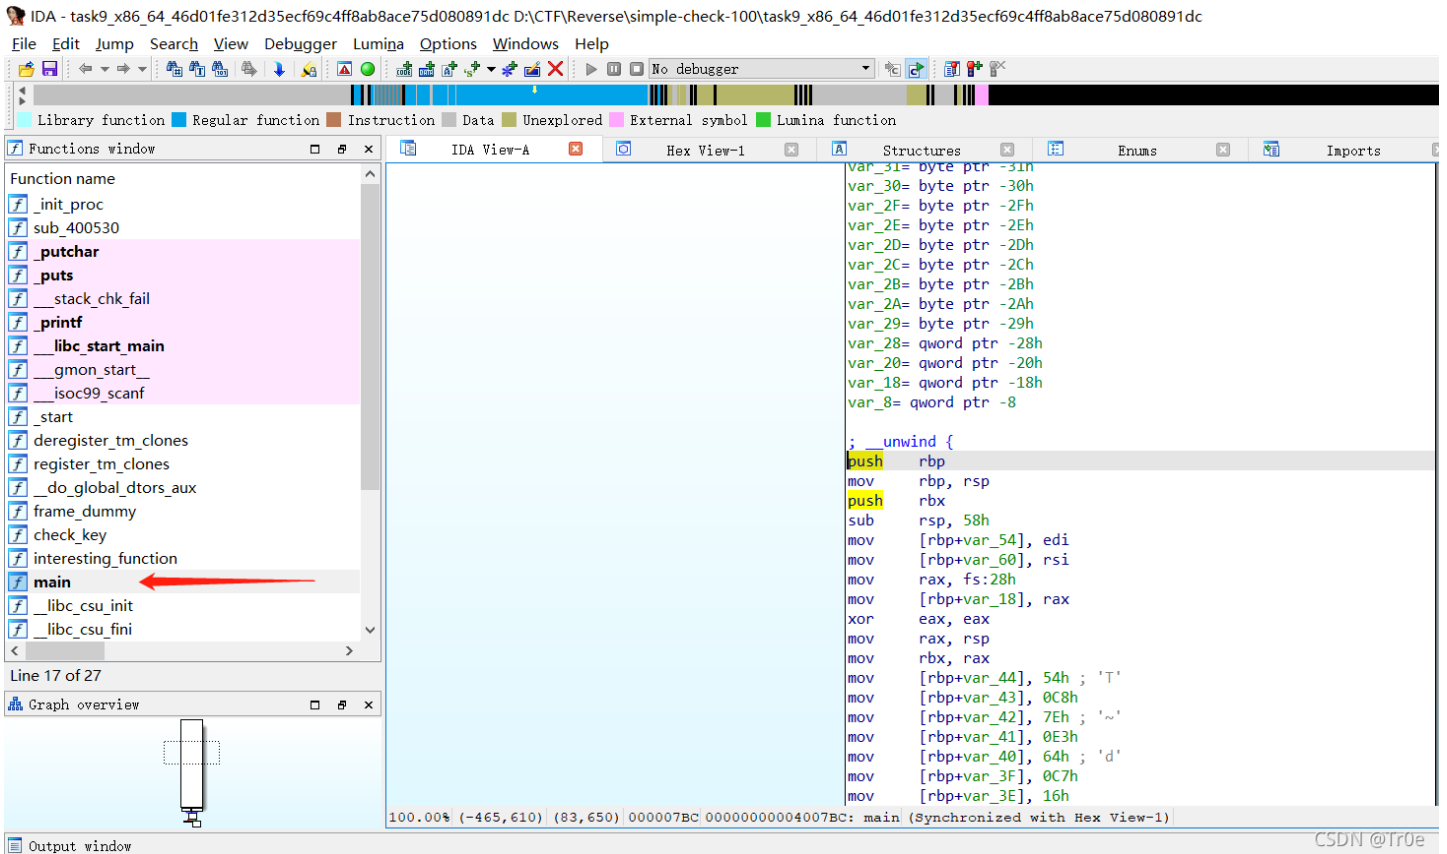 IDA - task9_x86_64_46d01fe312d35ecf69c4ff8ab8ace75d080891dc D:\CTF\Reverse\simple-check-100\task9_x86_64_46d01fe312d35ecf69c4ff8ab8ace75d080891dc
File Edit Jump Search View Debugger Lumina Options Windows Help
No debugger
Library function Regular function Instruction Data Unexplored External symbol Lumina function
Functions window
IDA View-A Hex View-1 Structures Enums Imports
Function name
_init_proc
sub_400530
_putchar
_puts
___stack_chk_fail
_printf
___libc_start_main
___gmon_start__
___isoc99_scanf
_start
deregister_tm_clones
register_tm_clones
__do_global_dtors_aux
frame_dummy
check_key
interesting_function
main
__libc_csu_init
__libc_csu_fini
Line 17 of 27
Graph overview
var_31= byte ptr -31h
var_30= byte ptr -30h
var_2F= byte ptr -2Fh
var_2E= byte ptr -2Eh
var_2D= byte ptr -2Dh
var_2C= byte ptr -2Ch
var_2B= byte ptr -2Bh
var_2A= byte ptr -2Ah
var_29= byte ptr -29h
var_28= qword ptr -28h
var_20= qword ptr -20h
var_18= qword ptr -18h
var_8= qword ptr -8
; __unwind {
push rbp
mov rbp, rsp
push rbx
sub rsp, 58h
mov [rbp+var_54], edi
mov [rbp+var_60], rsi
mov rax, fs:28h
mov [rbp+var_18], rax
xor eax, eax
mov rax, rsp
mov rbx, rax
mov [rbp+var_44], 54h ; 'T'
mov [rbp+var_43], 0C8h
mov [rbp+var_42], 7Eh ; '~'
mov [rbp+var_41], 0E3h
mov [rbp+var_40], 64h ; 'd'
mov [rbp+var_3F], 0C7h
mov [rbp+var_3E], 16h
100.00% (-465,610) (83,650) 000007BC 00000000004007BC: main (Synchronized with Hex View-1)
Output window
CSDN @Tr0e